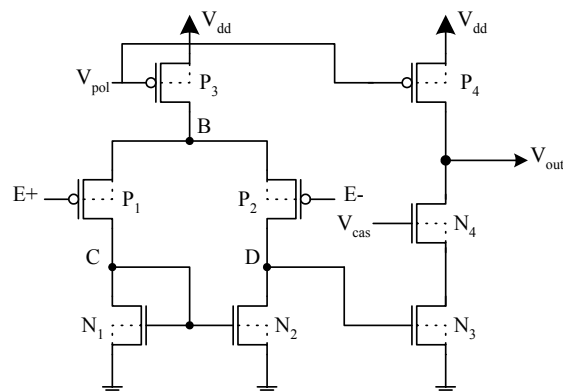 V_dd V_dd
V_pol P_3 P_4
B
V_out
E+ P_1 P_2 E-
V_cas N_4
C D
N_1 N_2 N_3